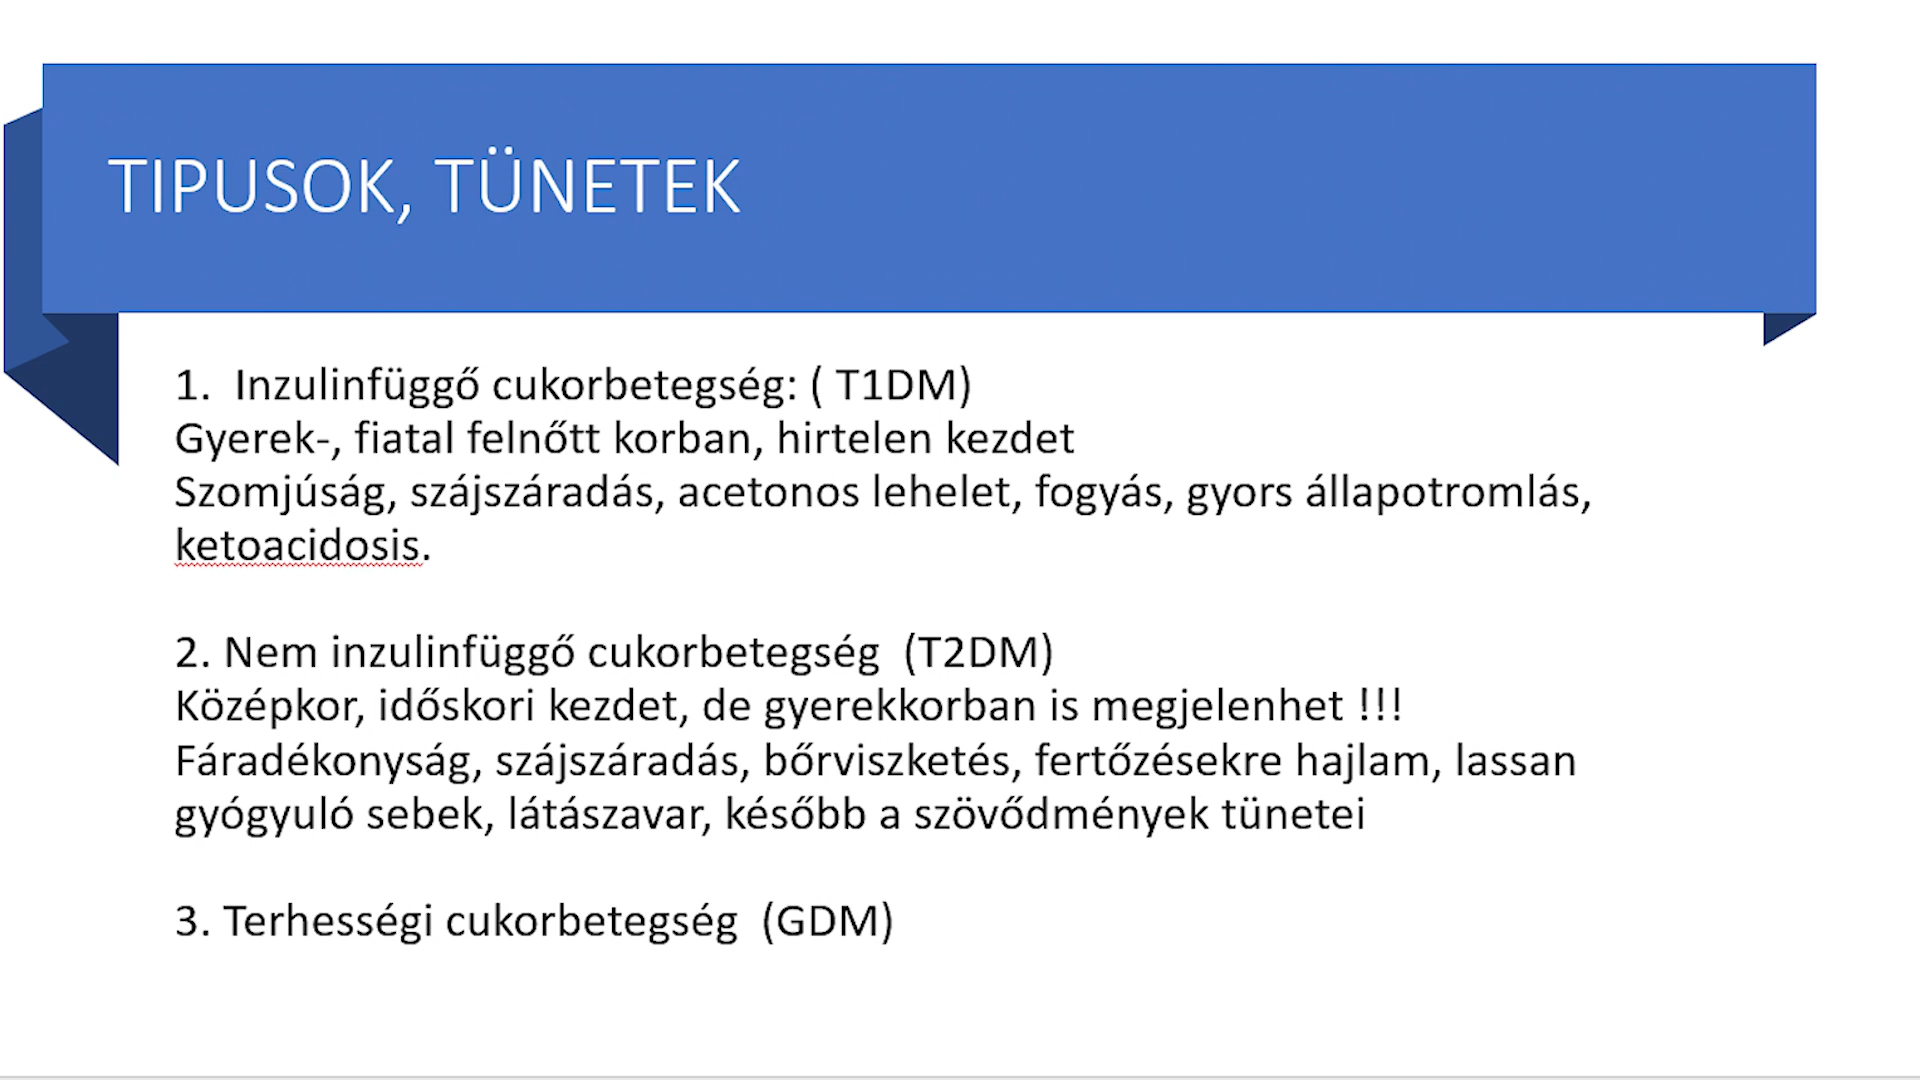 TIPUSOK, TÜNETEK
1.  Inzulinfüggő cukorbetegség: ( T1DM)
Gyerek-, fiatal felnőtt korban, hirtelen kezdet
Szomjúság, szájszáradás, acetonos lehelet, fogyás, gyors állapotromlás,
ketoacidosis.
2. Nem inzulinfüggő cukorbetegség  (T2DM)
Középkor, időskori kezdet, de gyerekkorban is megjelenhet !!!
Fáradékonyság, szájszáradás, bőrviszketés, fertőzésekre hajlam, lassan
gyógyuló sebek, látászavar, később a szövődmények tünetei
3. Terhességi cukorbetegség  (GDM)